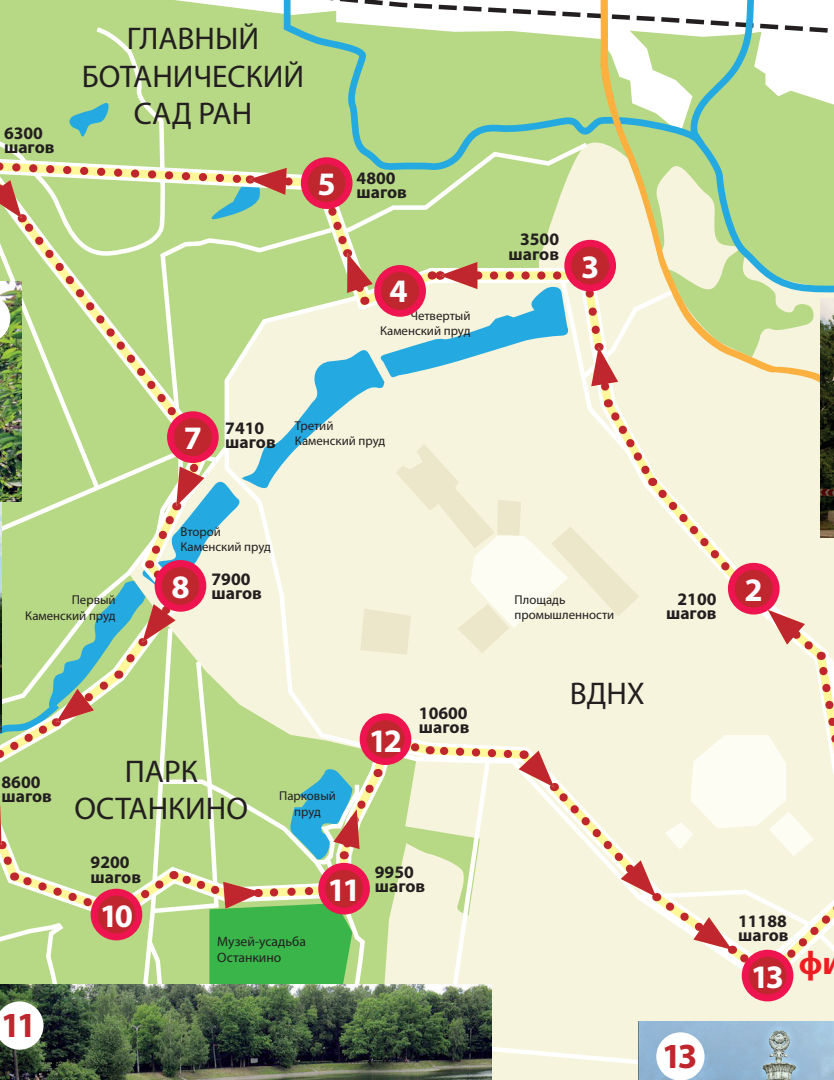 ГЛАВНЫЙ
БОТАНИЧЕСКИЙ
САД РАН
6300
шагов
5
4800
шагов
3500
шагов
3
4
Четвертый
Каменский пруд
7
7410
шагов
Третий
Каменский пруд
Второй
Каменский пруд
8
7900
шагов
Первый
Каменский пруд
Площадь
промышленности
2
2100
шагов
ВДНХ
10600
шагов
12
ПАРК
ОСТАНКИНО
8600
шагов
Парковый
пруд
9200
шагов
10
11
9950
шагов
Музей-усадьба
Останкино
11188
шагов
13
фи
11
13